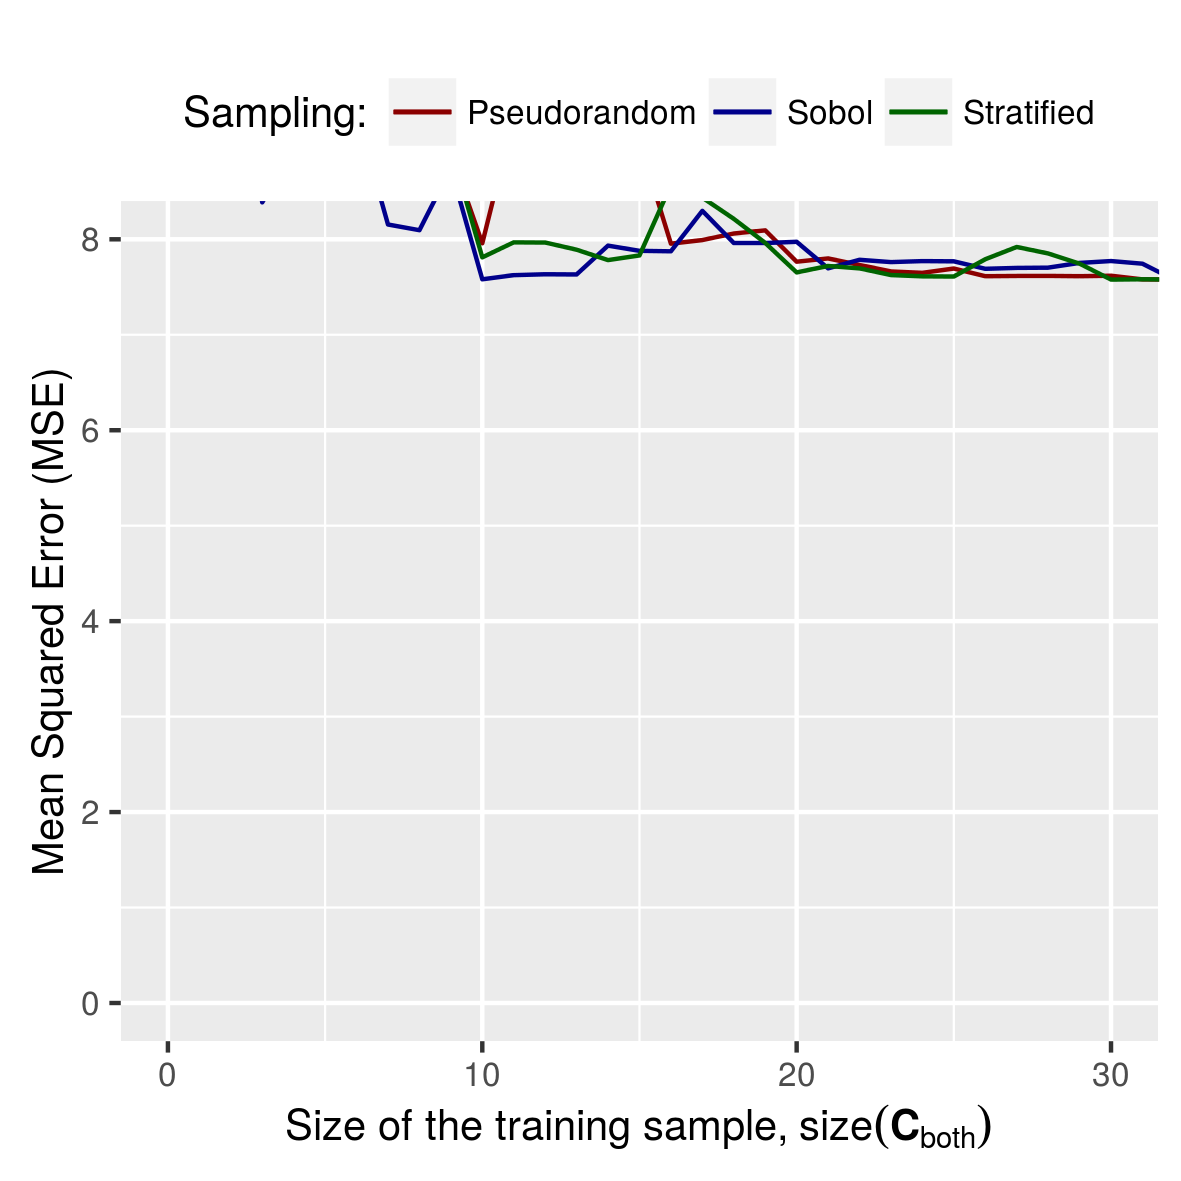 Sampling: Pseudorandom Sobol Stratified
Mean Squared Error (MSE)
8
6
4
2
0
0 10 20 30
Size of the training sample, size(C_both)